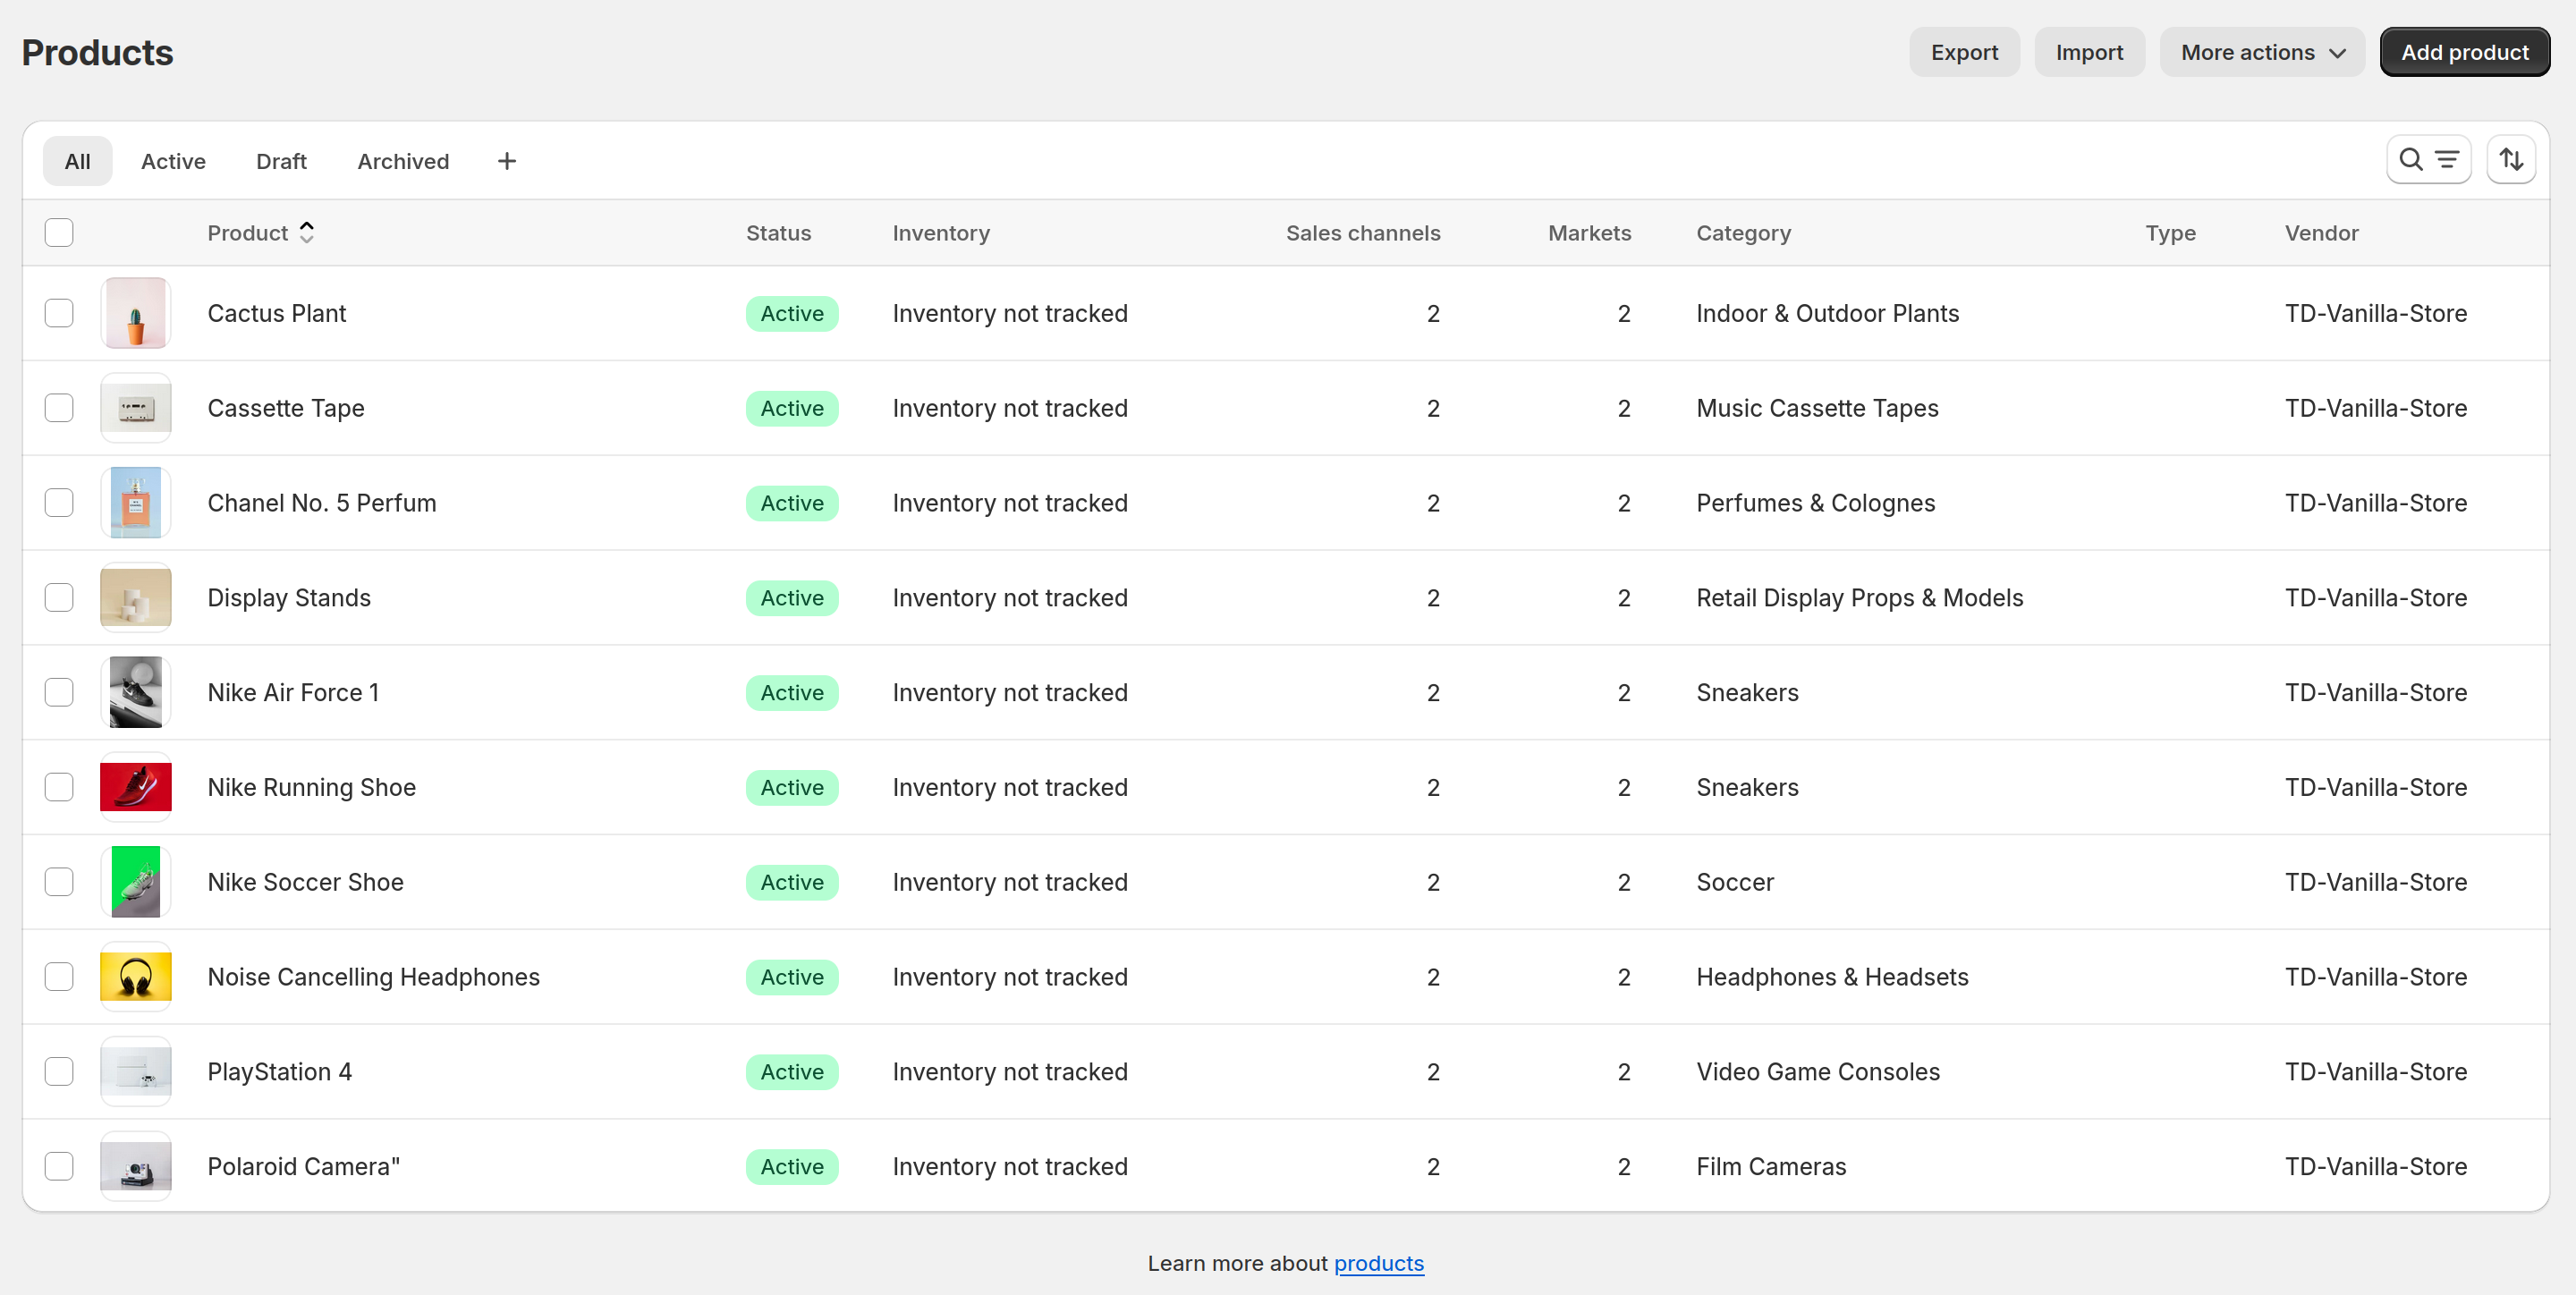 Products Export Import More actions Add product
All Active Draft Archived +
Product Status Inventory Sales channels Markets Category Type Vendor
Cactus Plant Active Inventory not tracked 2 2 Indoor & Outdoor Plants TD-Vanilla-Store
Cassette Tape Active Inventory not tracked 2 2 Music Cassette Tapes TD-Vanilla-Store
Chanel No. 5 Perfum Active Inventory not tracked 2 2 Perfumes & Colognes TD-Vanilla-Store
Display Stands Active Inventory not tracked 2 2 Retail Display Props & Models TD-Vanilla-Store
Nike Air Force 1 Active Inventory not tracked 2 2 Sneakers TD-Vanilla-Store
Nike Running Shoe Active Inventory not tracked 2 2 Sneakers TD-Vanilla-Store
Nike Soccer Shoe Active Inventory not tracked 2 2 Soccer TD-Vanilla-Store
Noise Cancelling Headphones Active Inventory not tracked 2 2 Headphones & Headsets TD-Vanilla-Store
PlayStation 4 Active Inventory not tracked 2 2 Video Game Consoles TD-Vanilla-Store
Polaroid Camera" Active Inventory not tracked 2 2 Film Cameras TD-Vanilla-Store
Learn more about products